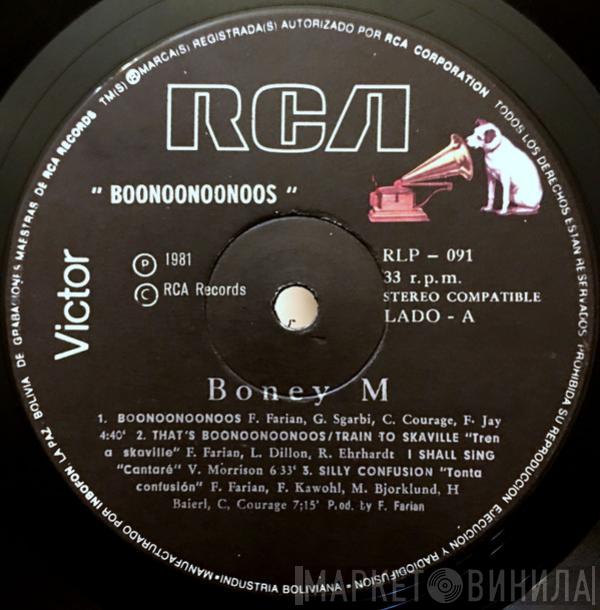 TM(S) ® MARCA(S) REGISTRADA(S) AUTORIZADO POR RCA CORPORATION
TODOS LOS DERECHOS ESTAN RESERVADOS PROHIBIDA SU REPRODUCCION EJECUCION Y RADIODIFUSION
MANUFACTURADO POR INBOFON LA PAZ BOLIVIA DE GRABACIONES MAESTRAS DE RCA RECORDS
INDUSTRIA BOLIVIANA
RCA
" BOONOONOONOOS "
Victor
Ⓟ 1981
© RCA Records
RLP - 091
33 r.p.m.
STEREO COMPATIBLE
LADO - A
Boney M
1. BOONOONOONOOS F. Farian, G. Sgarbi, C. Courage, F. Jay
4:40' 2. THAT'S BOONOONOONOOS/TRAIN TO SKAVILLE "Tren
a skaville" F. Farian, L. Dillon, R. Ehrhardt I SHALL SING
"Cantaré" V. Morrison 6 33' 3. SILLY CONFUSION "Tonta
confusión" F. Farian, F. Kawohl, M. Bjorklund, H
Baierl, C, Courage 7;15' P.od. by F. Farian
МАРКЕТ ВИНИЛА